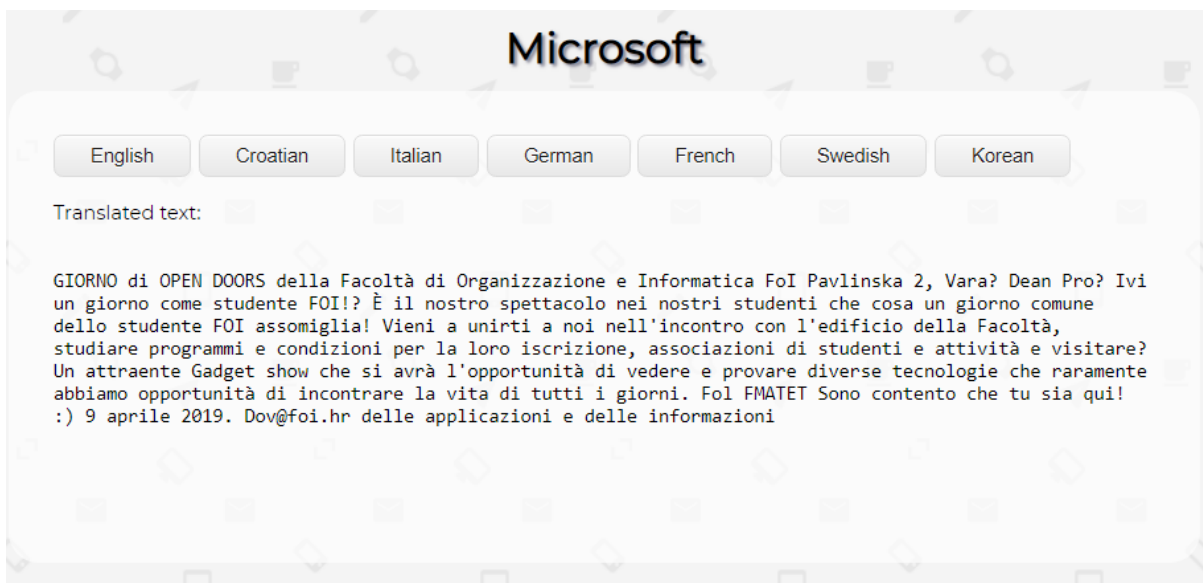 Microsoft
English Croatian Italian German French Swedish Korean
Translated text:
GIORNO di OPEN DOORS della Facoltà di Organizzazione e Informatica FoI Pavlinska 2, Vara? Dean Pro? Ivi
un giorno come studente FOI!? È il nostro spettacolo nei nostri studenti che cosa un giorno comune
dello studente FOI assomiglia! Vieni a unirti a noi nell'incontro con l'edificio della Facoltà,
studiare programmi e condizioni per la loro iscrizione, associazioni di studenti e attività e visitare?
Un attraente Gadget show che si avrà l'opportunità di vedere e provare diverse tecnologie che raramente
abbiamo opportunità di incontrare la vita di tutti i giorni. Fol FMATET Sono contento che tu sia qui!
:) 9 aprile 2019. Dov@foi.hr delle applicazioni e delle informazioni